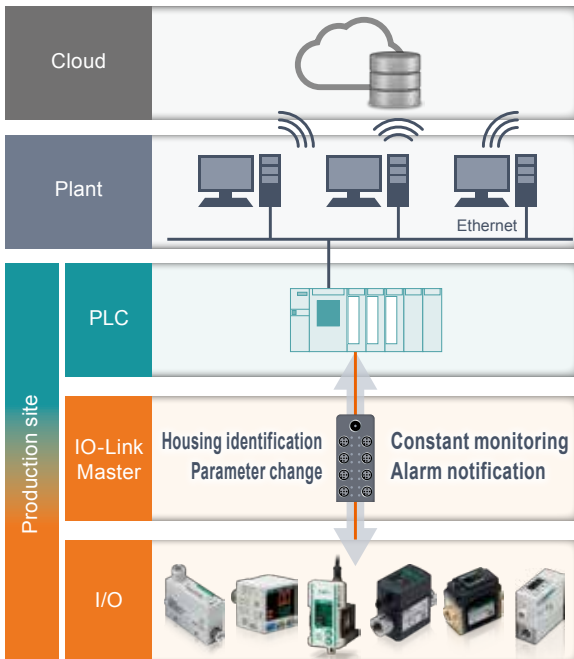 Cloud
Plant
Ethernet
Production site
PLC
IO-Link
Master
Housing identification
Parameter change
Constant monitoring
Alarm notification
I/O